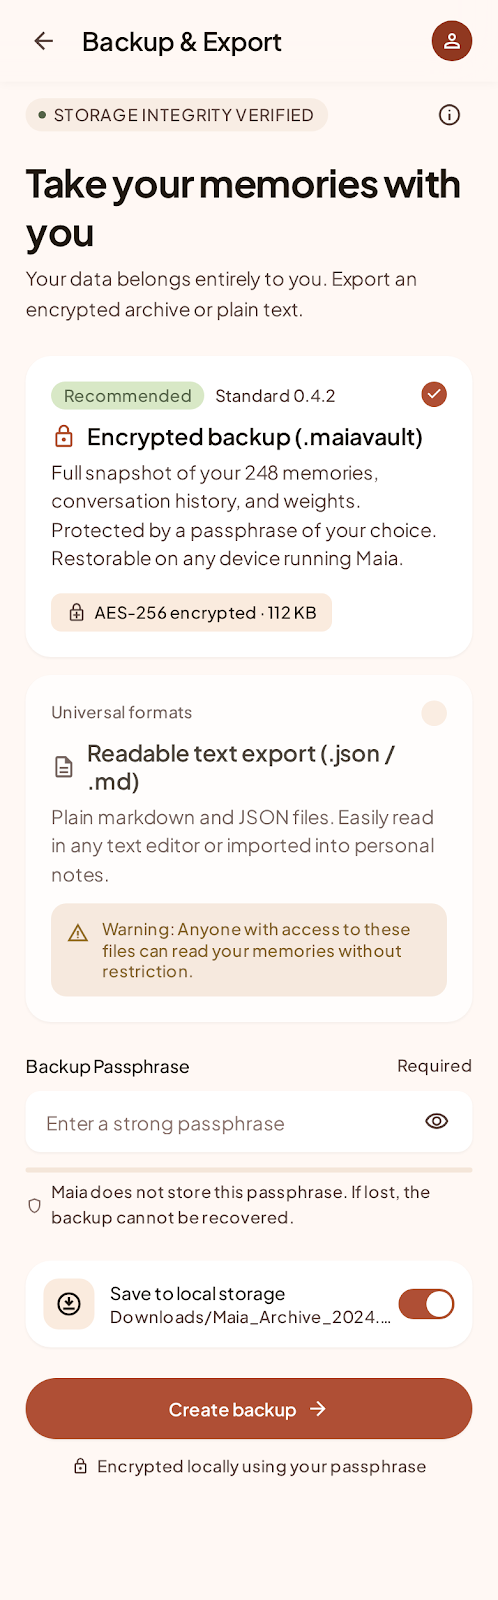 Backup & Export
STORAGE INTEGRITY VERIFIED
Take your memories with
you
Your data belongs entirely to you. Export an
encrypted archive or plain text.
Recommended
Standard 0.4.2
Encrypted backup (.maiavault)
Full snapshot of your 248 memories,
conversation history, and weights.
Protected by a passphrase of your choice.
Restorable on any device running Maia.
AES-256 encrypted · 112 KB
Universal formats
Readable text export (.json /
.md)
Plain markdown and JSON files. Easily read
in any text editor or imported into personal
notes.
Warning: Anyone with access to these
files can read your memories without
restriction.
Backup Passphrase
Required
Enter a strong passphrase
Maia does not store this passphrase. If lost, the
backup cannot be recovered.
Save to local storage
Downloads/Maia_Archive_2024....
Create backup
Encrypted locally using your passphrase